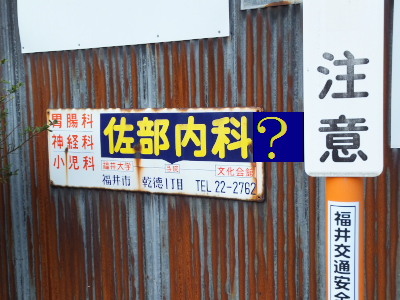 胃腸科
神経科
小児科
佐部内科
?
福井大学 文化会館
福井市 乾徳1丁目 TEL 22-2762
注意
福井交通安全